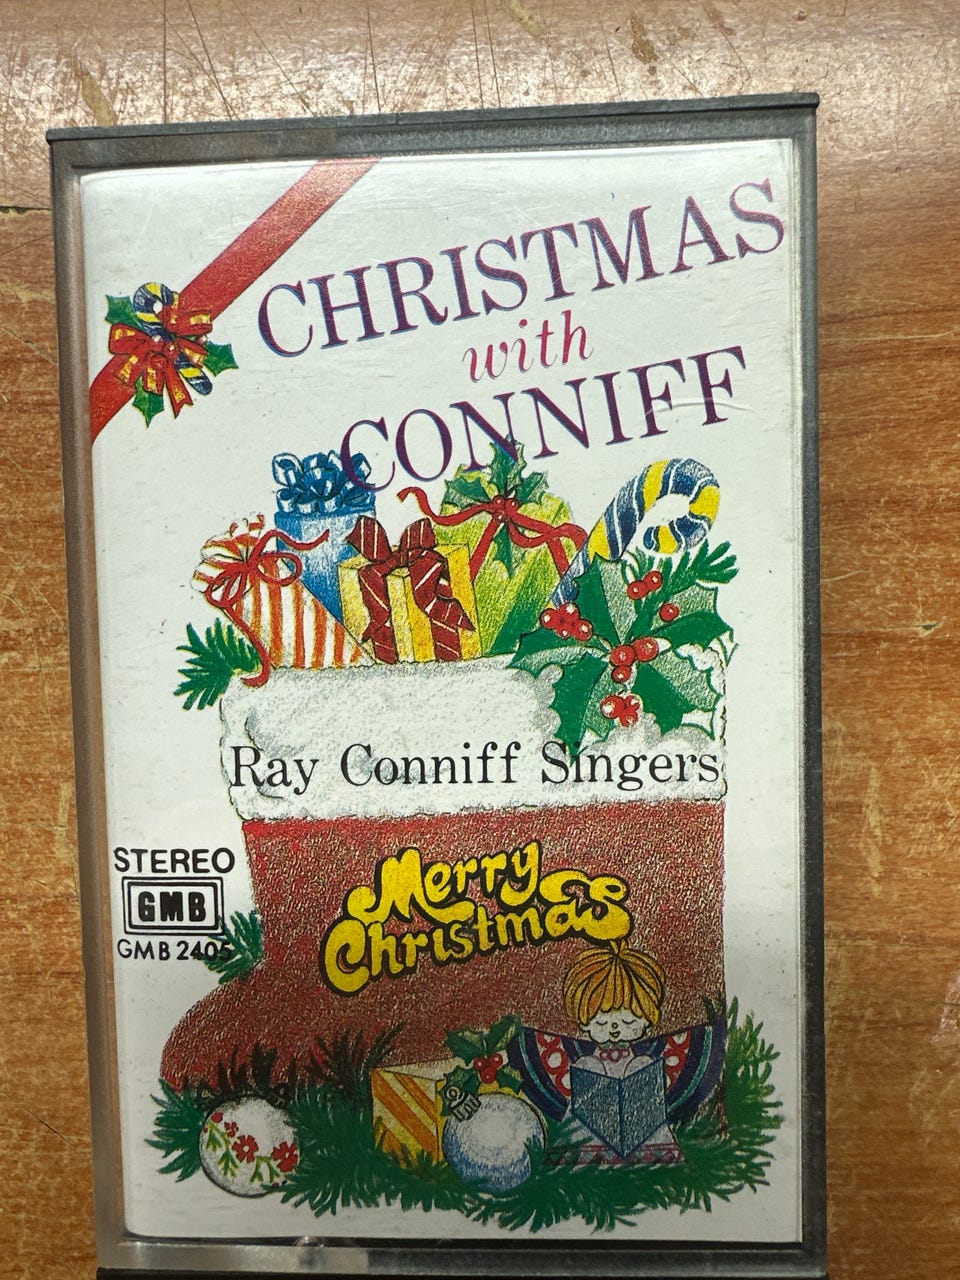 CHRISTMAS
with
CONNIFF
Ray Conniff Singers
Merry
Christmas
STEREO
GMB
GMB 2405